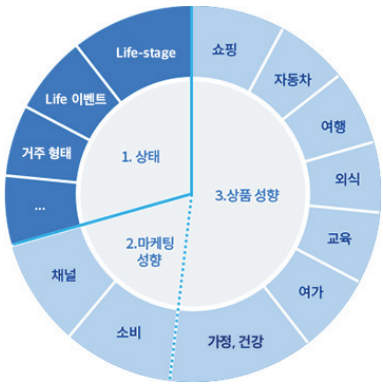 Life-stage
쇼핑
자동차
Life 이벤트
여행
거주 형태
1. 상태
외식
3.상품 성향
...
교육
2.마케팅
성향
채널
여가
소비
가정, 건강